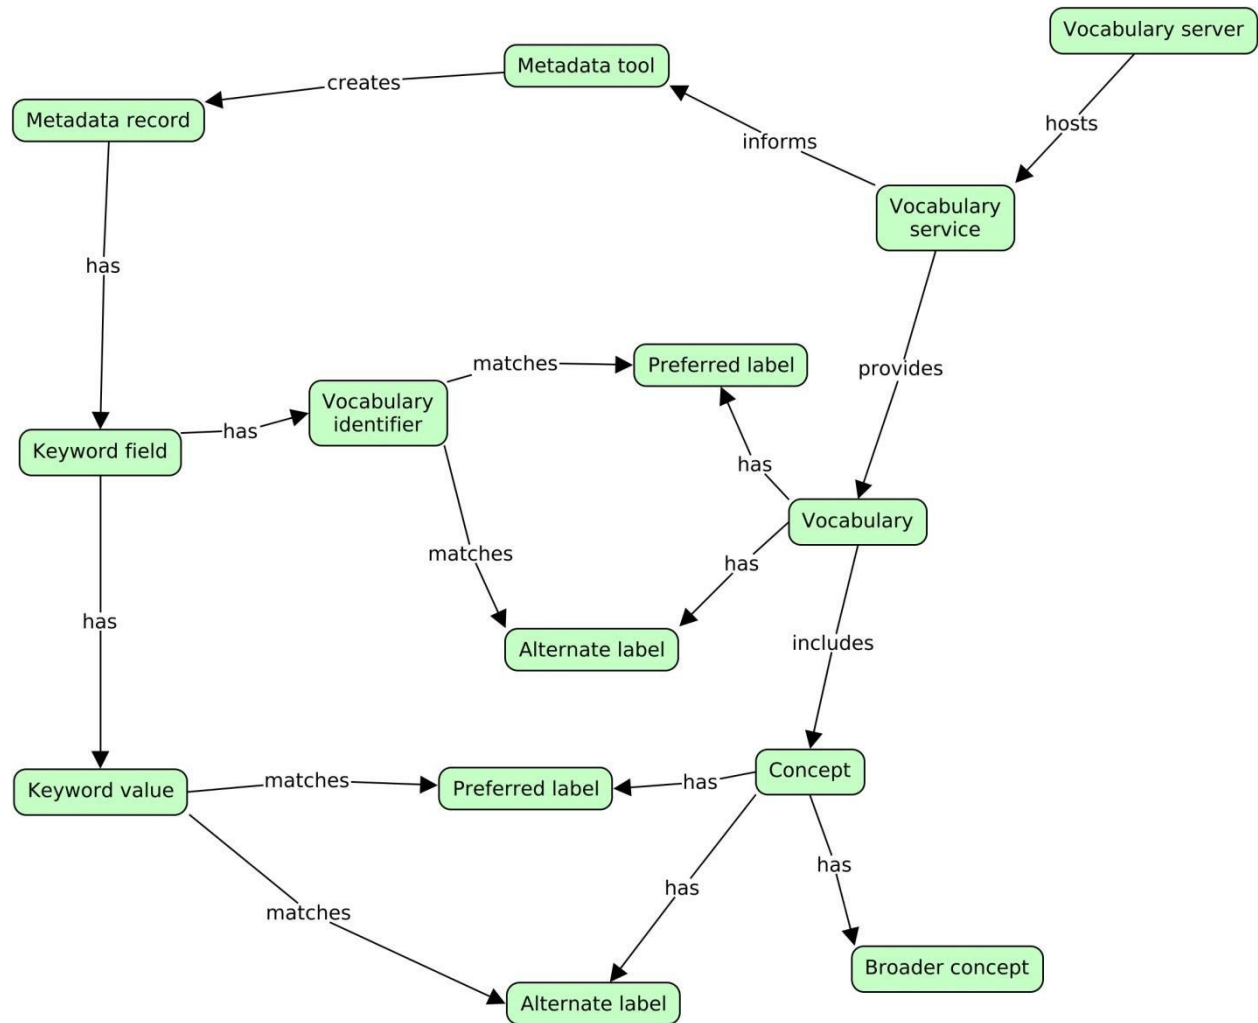 Vocabulary server
Metadata tool
creates
Metadata record
hosts
informs
Vocabulary
service
has
matches
Preferred label
provides
Vocabulary
identifier
has
Keyword field
has
Vocabulary
matches
has
has
Alternate label
includes
Concept
matches
has
Keyword value
Preferred label
has
has
matches
Broader concept
Alternate label